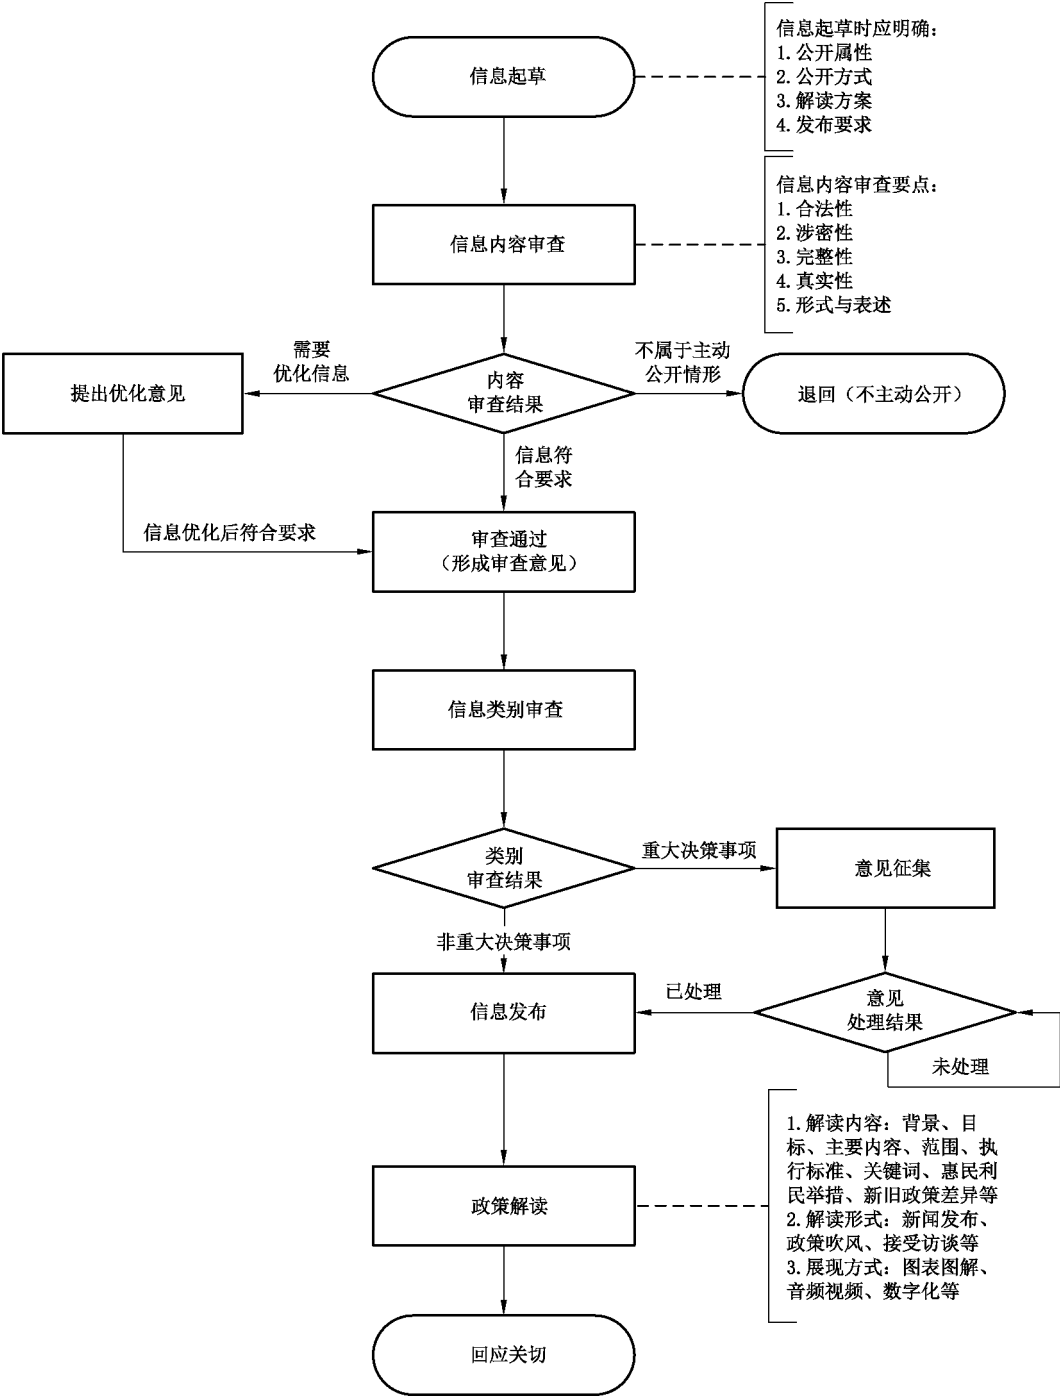 信息起草
信息起草时应明确：
1.公开属性
2.公开方式
3.解读方案
4.发布要求
信息内容审查
信息内容审查要点：
1.合法性
2.涉密性
3.完整性
4.真实性
5.形式与表述
需要
优化信息
不属于主动
公开情形
提出优化意见
内容
审查结果
退回（不主动公开）
信息符
合要求
信息优化后符合要求
审查通过
（形成审查意见）
信息类别审查
类别
审查结果
重大决策事项
意见征集
非重大决策事项
信息发布
已处理
意见
处理结果
未处理
政策解读
1.解读内容：背景、目
标、主要内容、范围、执
行标准、关键词、惠民利
民举措、新旧政策差异等
2.解读形式：新闻发布、
政策吹风、接受访谈等
3.展现方式：图表图解、
音频视频、数字化等
回应关切